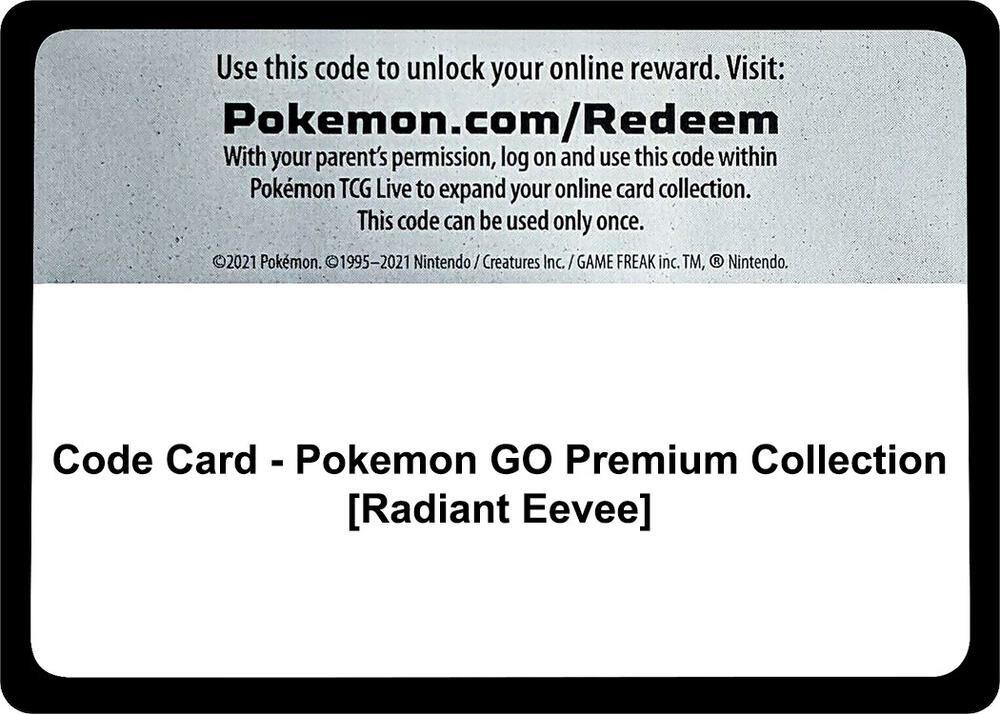 Use this code to unlock your online reward. Visit:
Pokemon.com/Redeem
With your parent's permission, log on and use this code within
Pokémon TCG Live to expand your online card collection.
This code can be used only once.
©2021 Pokémon. ©1995–2021 Nintendo / Creatures Inc. / GAME FREAK inc. TM, ® Nintendo.
Code Card - Pokemon GO Premium Collection
[Radiant Eevee]